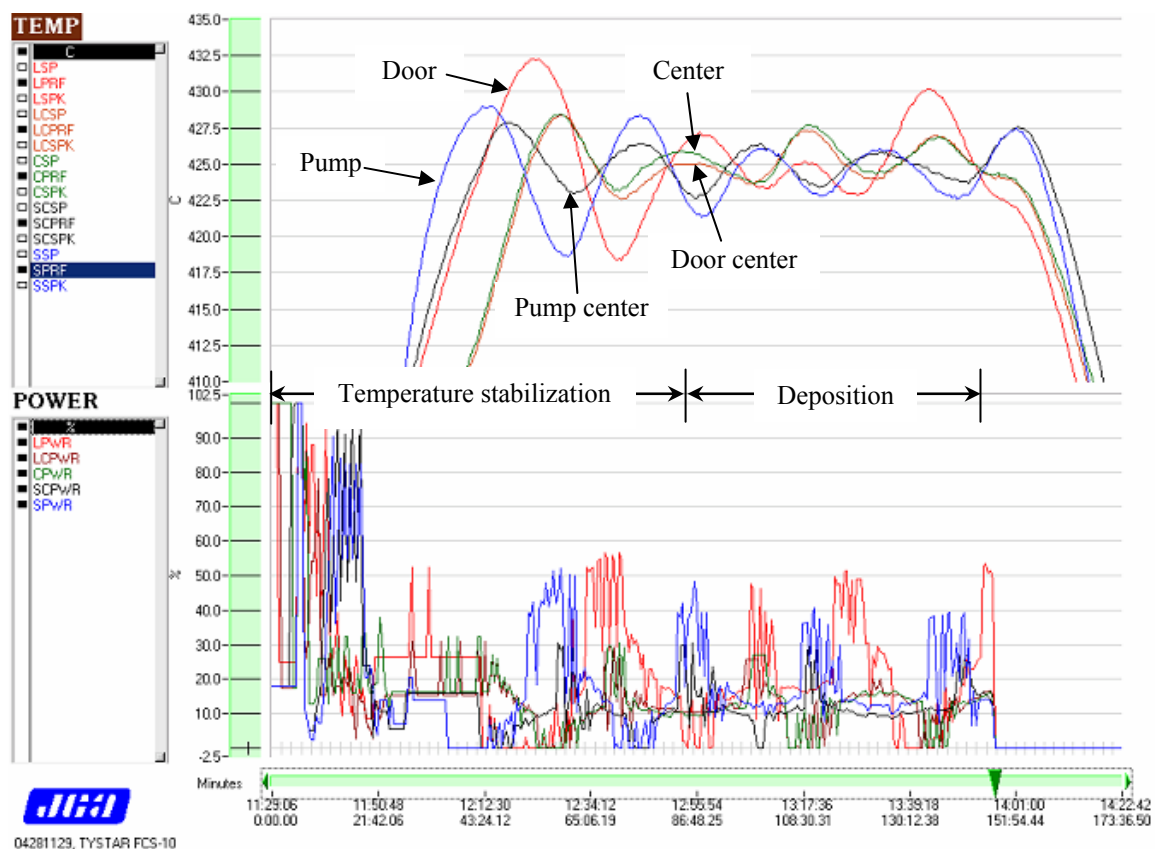 TEMP
C
LSP
LPRF
LSPK
LCSP
LCPRF
LCSPK
CSP
CPRF
CSPK
SCSP
SCPRF
SCSPK
SSP
SPRF
SSPK
435.0
432.5
430.0
427.5
425.0
422.5
420.0
417.5
415.0
412.5
410.0
C
Door
Center
Pump
Door center
Pump center
Temperature stabilization
Deposition
POWER
%
LPWR
LCPWR
CPWR
SCPWR
SPWR
102.5
90.0
80.0
70.0
60.0
50.0
40.0
30.0
20.0
10.0
-2.5
%
Minutes
11:29:06 11:50:48 12:12:30 12:34:12 12:55:54 13:17:36 13:39:18 14:01:00 14:22:42
0:00.00 21:42.06 43:24.12 65:06.19 86:48.25 108:30.31 130:12.38 151:54.44 173:36.50
JCA
04281129, TYSTAR FCS-10